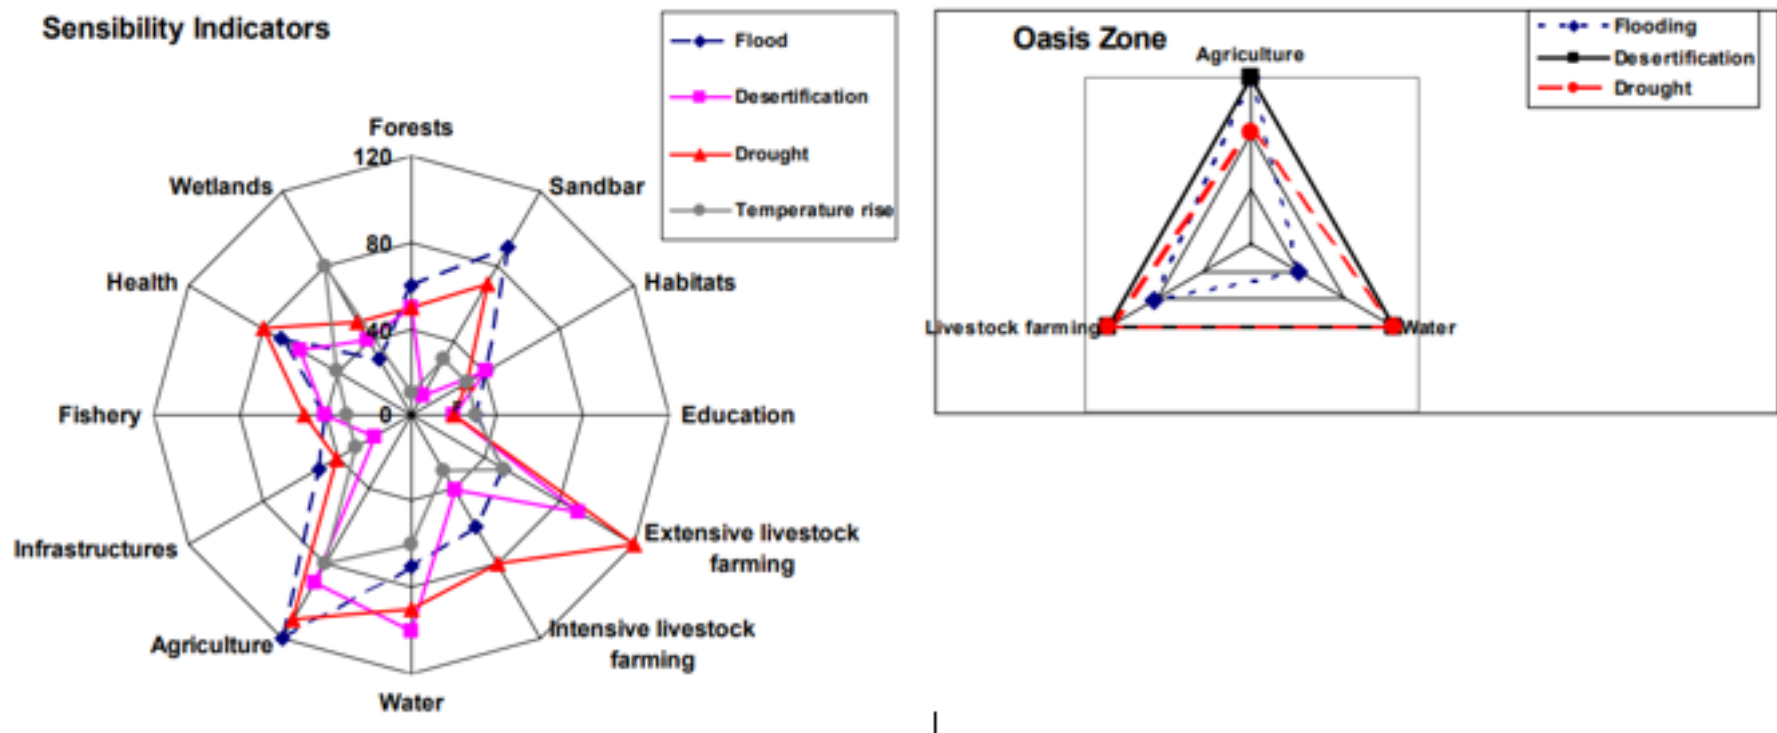 Sensibility Indicators
Flood
Desertification
Drought
Temperature rise
Forests
120
Wetlands
Sandbar
80
Health
Habitats
40
Fishery
0
Education
Infrastructures
Extensive livestock
farming
Agriculture
Intensive livestock
farming
Water
Oasis Zone
Flooding
Desertification
Drought
Agriculture
Livestock farming
Water